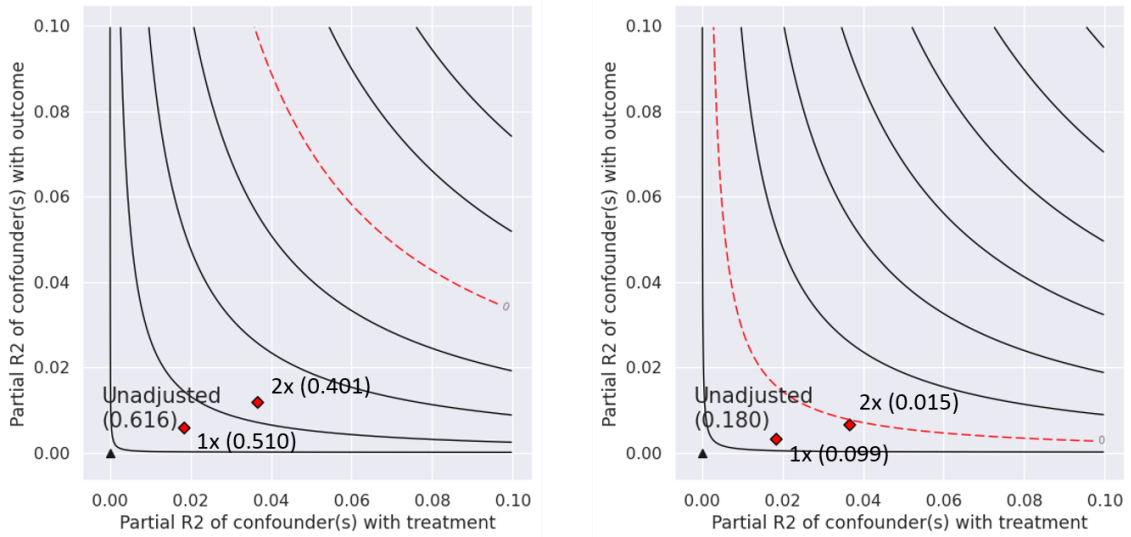 Partial R2 of confounder(s) with outcome
0.10
0.08
0.06
0.04
0.02
0.00
Unadjusted
(0.616)
2x (0.401)
1x (0.510)
0
0.00 0.02 0.04 0.06 0.08 0.10
Partial R2 of confounder(s) with treatment
Partial R2 of confounder(s) with outcome
0.10
0.08
0.06
0.04
0.02
0.00
Unadjusted
(0.180)
2x (0.015)
1x (0.099)
0
0.00 0.02 0.04 0.06 0.08 0.10
Partial R2 of confounder(s) with treatment